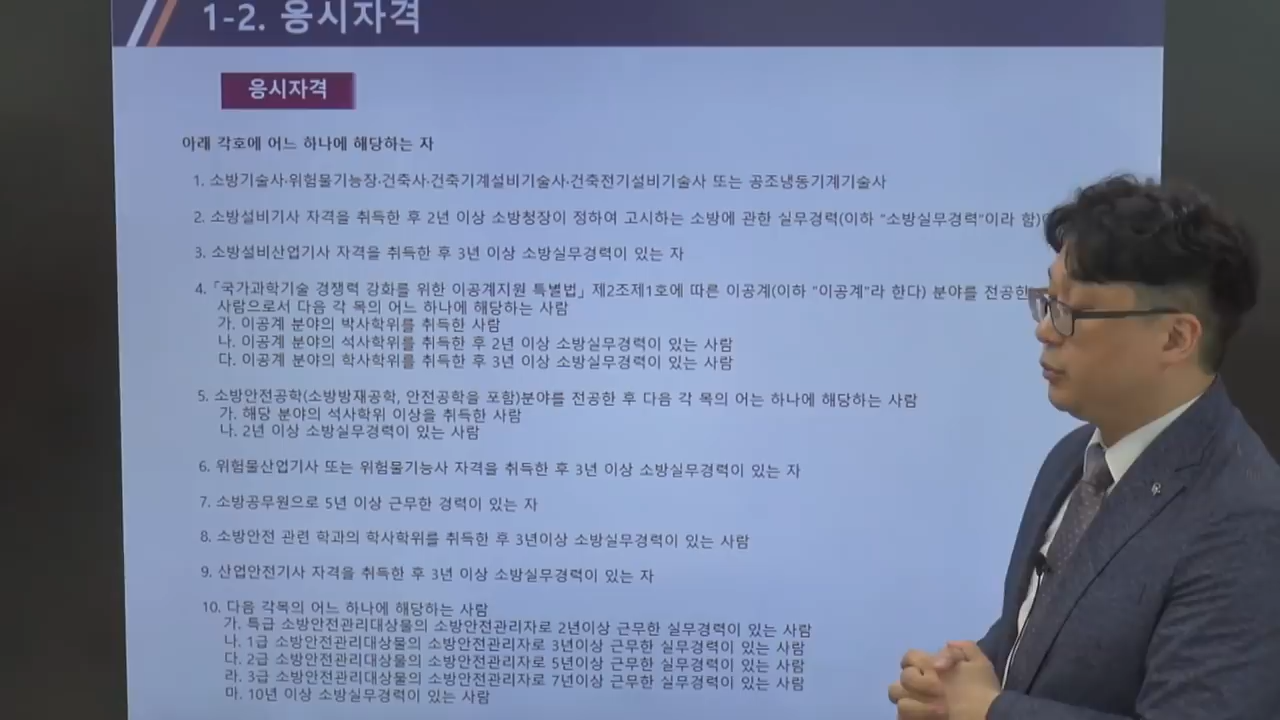 1-2. 응시자격
응시자격
아래 각호에 어느 하나에 해당하는 자
1. 소방기술사·위험물기능장·건축사·건축기계설비기술사·건축전기설비기술사 또는 공조냉동기계기술사
2. 소방설비기사 자격을 취득한 후 2년 이상 소방청장이 정하여 고시하는 소방에 관한 실무경력(이하 "소방실무경력"이라 함)
3. 소방설비산업기사 자격을 취득한 후 3년 이상 소방실무경력이 있는 자
4. 「국가과학기술 경쟁력 강화를 위한 이공계지원 특별법」 제2조제1호에 따른 이공계(이하 "이공계"라 한다) 분야를 전공한
사람으로서 다음 각 목의 어느 하나에 해당하는 사람
가. 이공계 분야의 박사학위를 취득한 사람
나. 이공계 분야의 석사학위를 취득한 후 2년 이상 소방실무경력이 있는 사람
다. 이공계 분야의 학사학위를 취득한 후 3년 이상 소방실무경력이 있는 사람
5. 소방안전공학(소방방재공학, 안전공학을 포함)분야를 전공한 후 다음 각 목의 어는 하나에 해당하는 사람
가. 해당 분야의 석사학위 이상을 취득한 사람
나. 2년 이상 소방실무경력이 있는 사람
6. 위험물산업기사 또는 위험물기능사 자격을 취득한 후 3년 이상 소방실무경력이 있는 자
7. 소방공무원으로 5년 이상 근무한 경력이 있는 자
8. 소방안전 관련 학과의 학사학위를 취득한 후 3년이상 소방실무경력이 있는 사람
9. 산업안전기사 자격을 취득한 후 3년 이상 소방실무경력이 있는 자
10. 다음 각목의 어느 하나에 해당하는 사람
가. 특급 소방안전관리대상물의 소방안전관리자로 2년이상 근무한 실무경력이 있는 사람
나. 1급 소방안전관리대상물의 소방안전관리자로 3년이상 근무한 실무경력이 있는 사람
다. 2급 소방안전관리대상물의 소방안전관리자로 5년이상 근무한 실무경력이 있는 사람
라. 3급 소방안전관리대상물의 소방안전관리자로 7년이상 근무한 실무경력이 있는 사람
마. 10년 이상 소방실무경력이 있는 사람